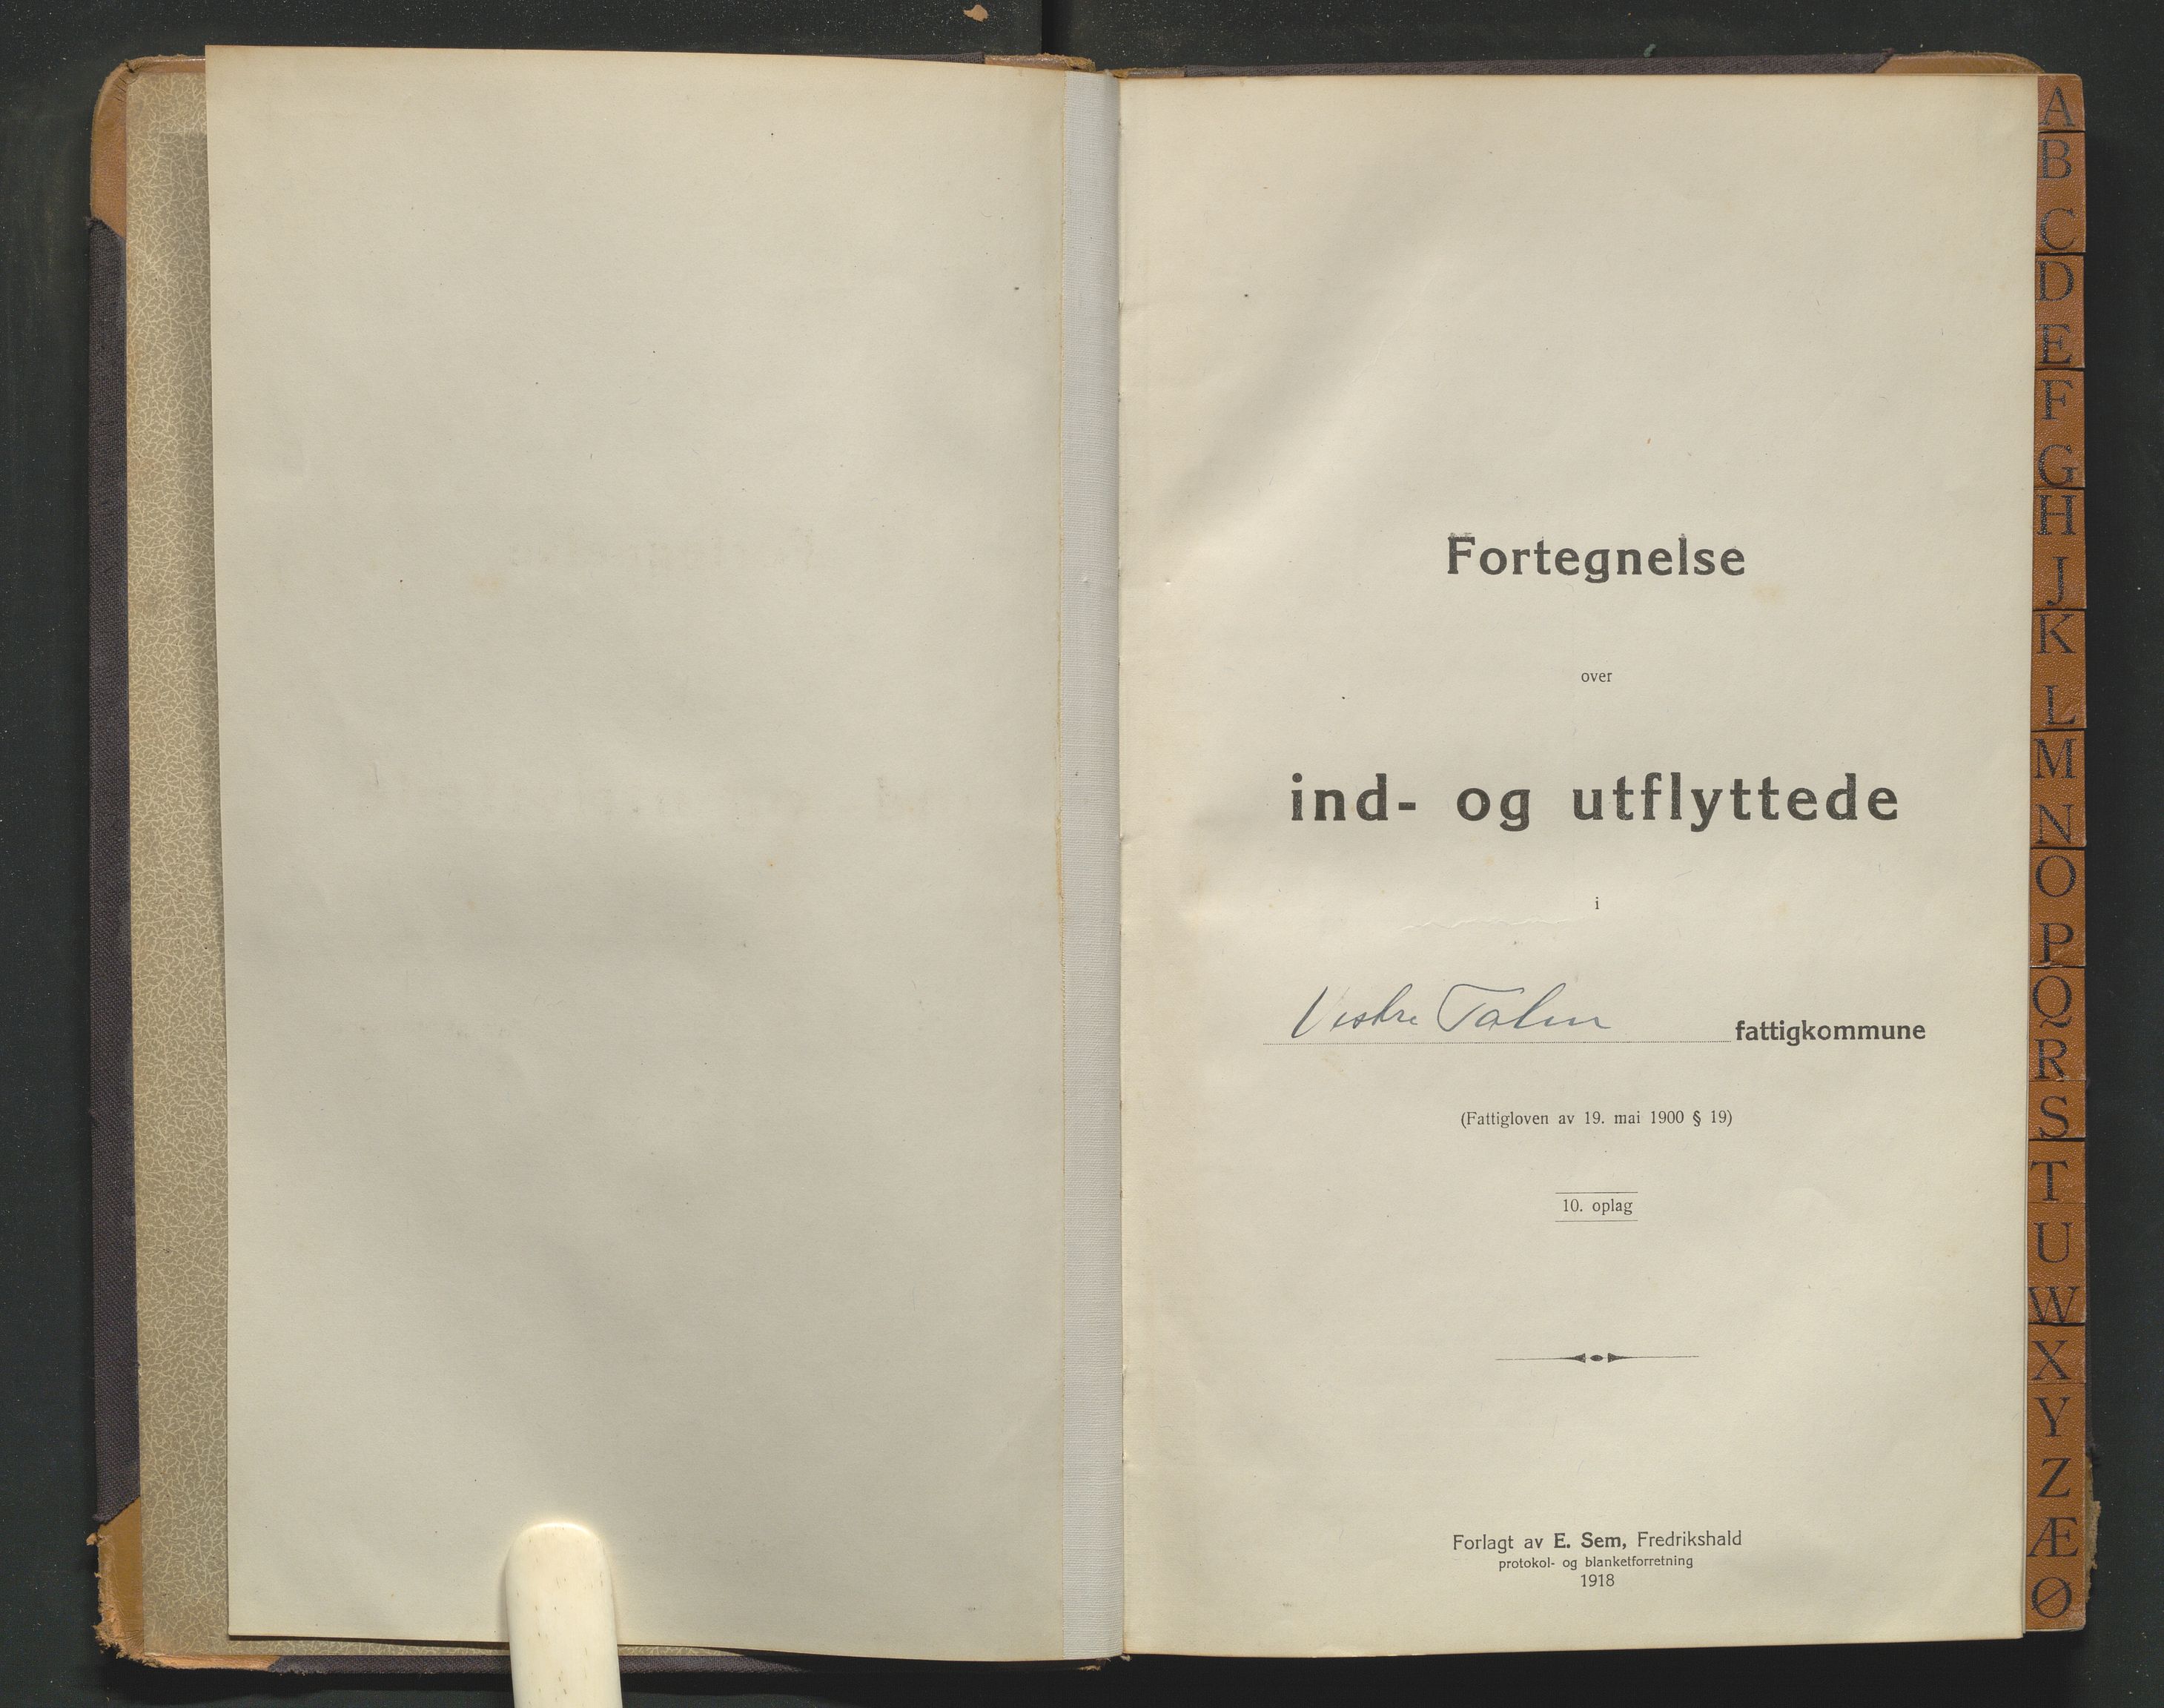 Fortegnelse
over
ind- og utflyttede
i
Vestre Toten fattigkommune
(Fattigloven av 19. mai 1900 § 19)
10. oplag
Forlagt av E. Sem, Fredrikshald
protokol- og blanketforretning
1918
A
B
C
D
E
F
G
H
J
K
L
M
N
O
P
Q
R
S
T
U
W
X
Y
Z
Æ
Ø